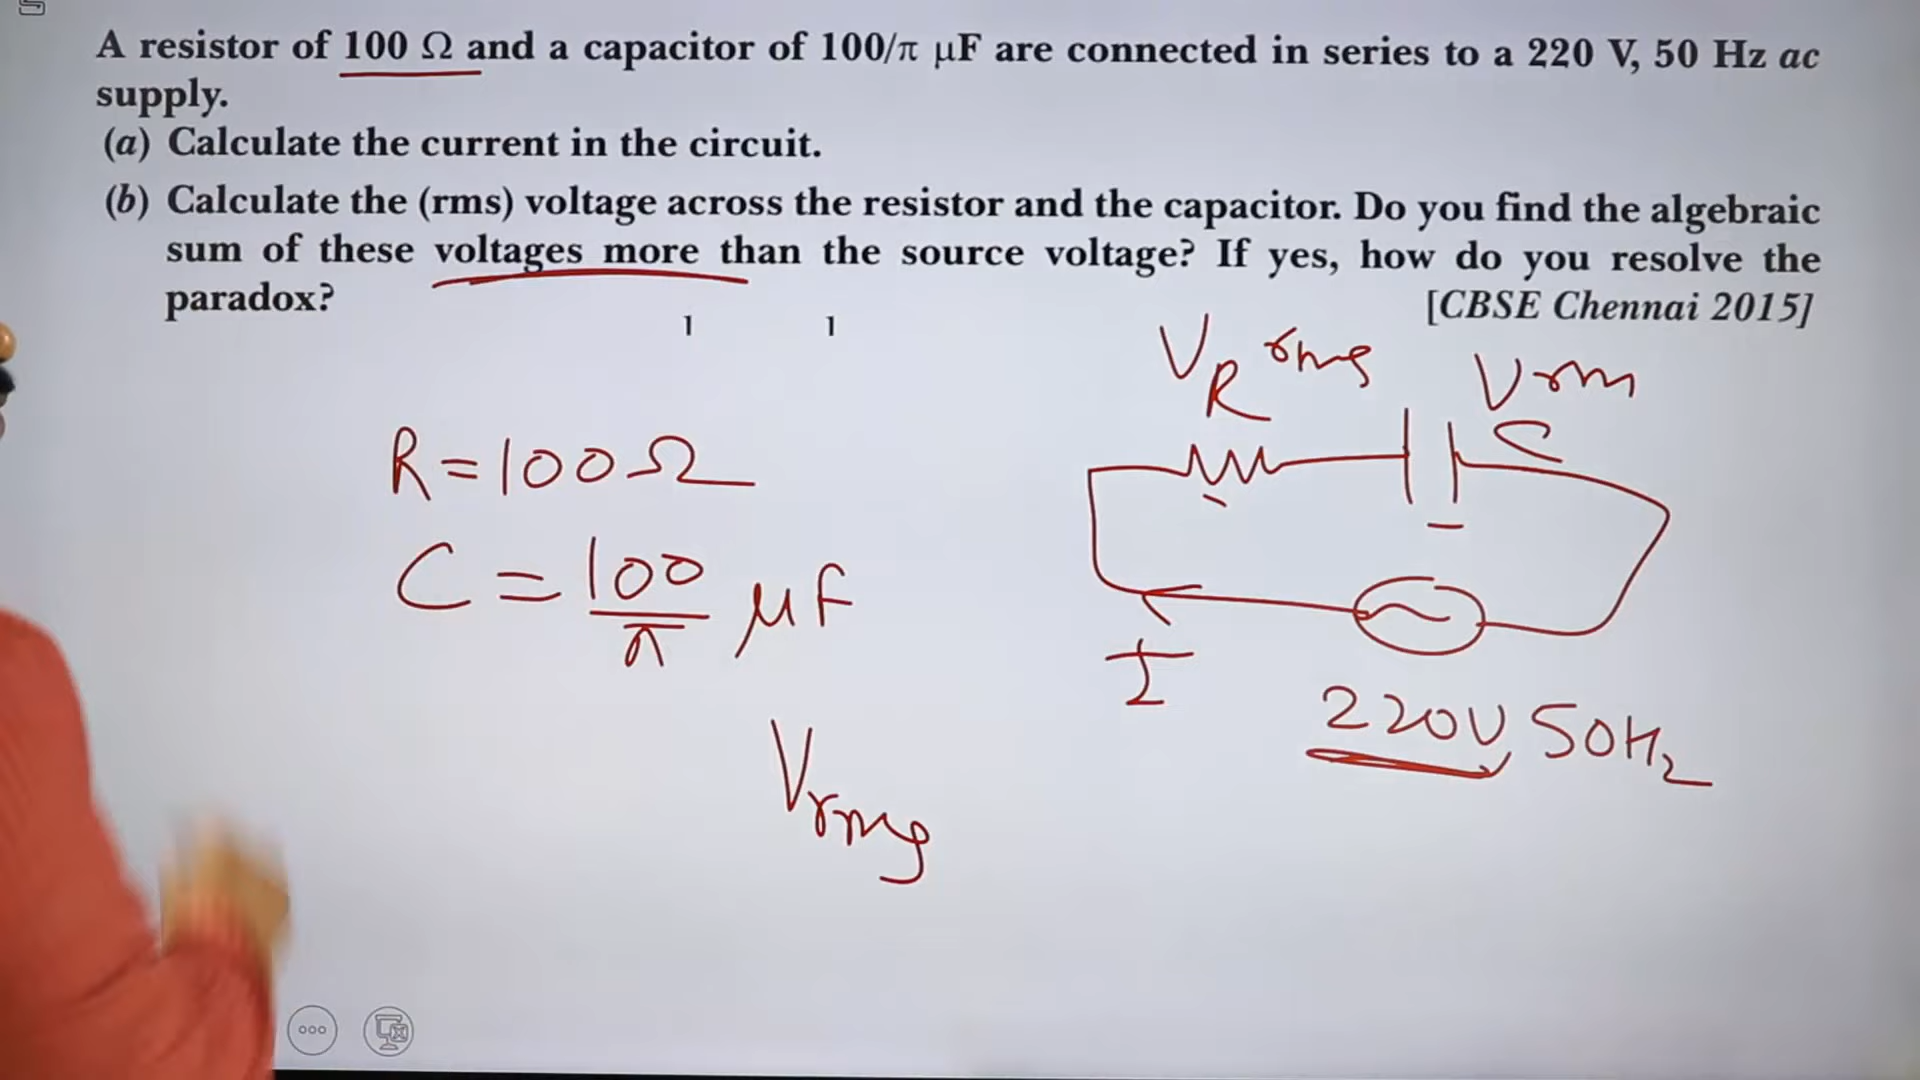 A resistor of 100 Ω and a capacitor of 100/π μF are connected in series to a 220 V, 50 Hz ac
supply.
(a) Calculate the current in the circuit.
(b) Calculate the (rms) voltage across the resistor and the capacitor. Do you find the algebraic
sum of these voltages more than the source voltage? If yes, how do you resolve the
paradox?
[CBSE Chennai 2015]
1 1
V_R rms
V rm
C
R = 100 Ω
C = 100/π μF
I
220V, 50Hz
Vrms